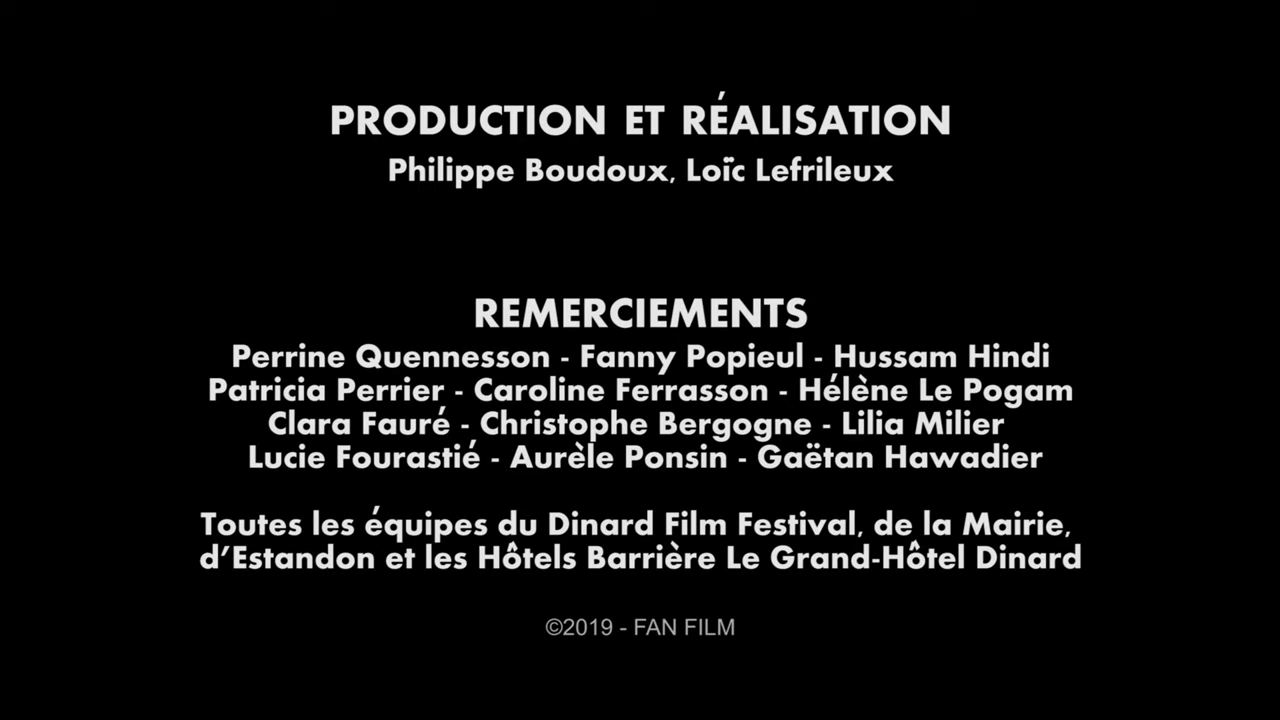 PRODUCTION ET RÉALISATION
Philippe Boudoux, Loïc Lefrileux
REMERCIEMENTS
Perrine Quennesson - Fanny Popieul - Hussam Hindi
Patricia Perrier - Caroline Ferrasson - Hélène Le Pogam
Clara Fauré - Christophe Bergogne - Lilia Milier
Lucie Fourastié - Aurèle Ponsin - Gaëtan Hawadier
Toutes les équipes du Dinard Film Festival, de la Mairie,
d’Estandon et les Hôtels Barrière Le Grand-Hôtel Dinard
©2019 - FAN FILM